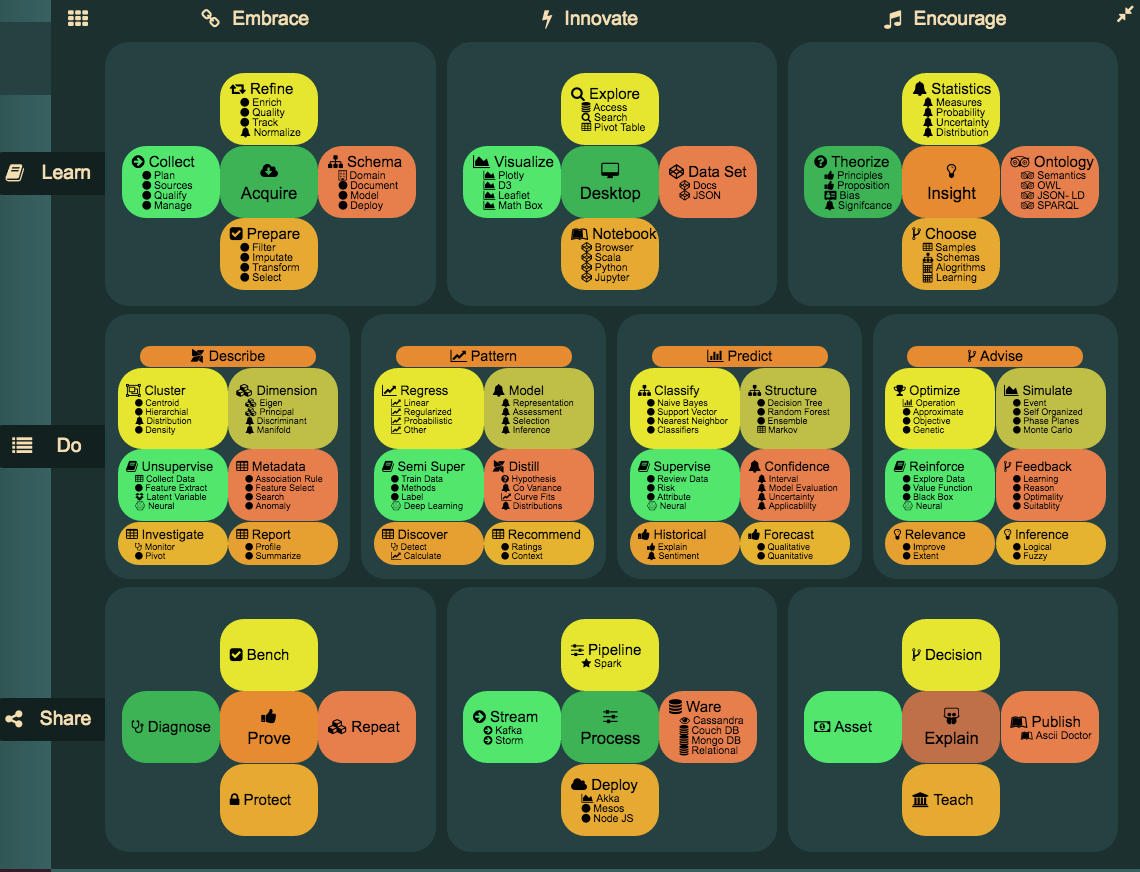 Embrace
Innovate
Encourage
Learn
Refine
Enrich
Quality
Track
Normalize
Collect
Plan
Sources
Qualify
Manage
Acquire
Schema
Domain
Document
Model
Deploy
Prepare
Filter
Imputate
Transform
Select
Explore
Access
Search
Pivot Table
Visualize
Plotly
D3
Leaflet
Math Box
Desktop
Data Set
Docs
JSON
Notebook
Browser
Scala
Python
Jupyter
Statistics
Measures
Probability
Uncertainty
Distribution
Theorize
Principles
Proposition
Bias
Signifcance
Insight
Ontology
Semantics
OWL
JSON- LD
SPARQL
Choose
Samples
Schemas
Alogrithms
Learning
Do
Describe
Cluster
Centroid
Hierarchial
Distribution
Density
Dimension
Eigen
Principal
Discriminant
Manifold
Unsupervise
Collect Data
Feature Extract
Latent Variable
Neural
Metadata
Association Rule
Feature Select
Search
Anomaly
Investigate
Monitor
Pivot
Report
Profile
Summarize
Pattern
Regress
Linear
Regularized
Probabilistic
Other
Model
Representation
Assessment
Selection
Inference
Semi Super
Train Data
Methods
Label
Deep Learning
Distill
Hypothesis
Co Variance
Curve Fits
Distributions
Discover
Detect
Calculate
Recommend
Ratings
Context
Predict
Classify
Naive Bayes
Support Vector
Nearest Neighbor
Classifiers
Structure
Decision Tree
Random Forest
Ensemble
Markov
Supervise
Review Data
Risk
Attribute
Neural
Confidence
Interval
Model Evaluation
Uncertainty
Applicablilty
Historical
Explain
Sentiment
Forecast
Qualitative
Quanitative
Advise
Optimize
Operation
Approximate
Objective
Genetic
Simulate
Event
Self Organized
Phase Planes
Monte Carlo
Reinforce
Explore Data
Value Function
Black Box
Neural
Feedback
Learning
Reason
Optimality
Suitablity
Relevance
Improve
Extent
Inference
Logical
Fuzzy
Share
Bench
Diagnose
Prove
Repeat
Protect
Pipeline
Spark
Stream
Kafka
Storm
Process
Ware
Cassandra
Couch DB
Mongo DB
Relational
Deploy
Akka
Mesos
Node JS
Decision
Asset
Explain
Publish
Ascii Doctor
Teach